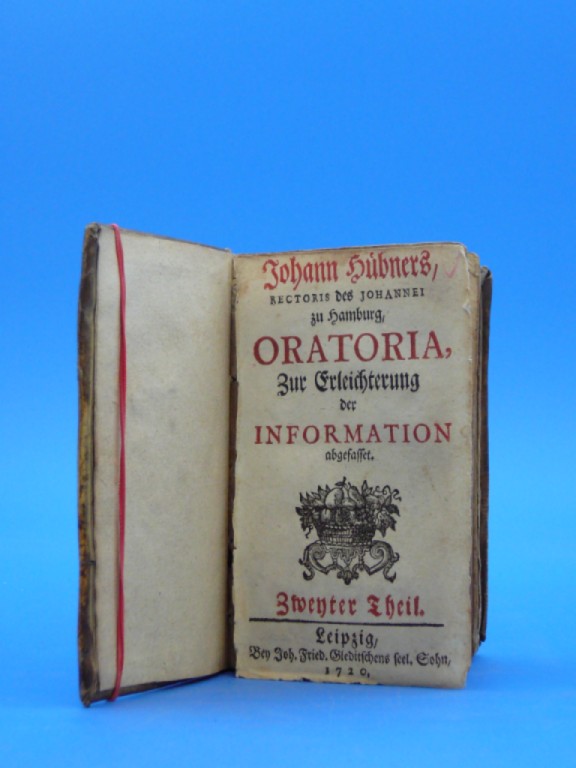 Johann Hübners,
RECTORIS des JOHANNEI
zu Hamburg,
ORATORIA,
Zur Erleichterung
der
INFORMATION
abgefasset.
Zweyter Theil.
Leipzig,
Bey Joh. Fried. Gleditschens seel. Sohn,
1720.